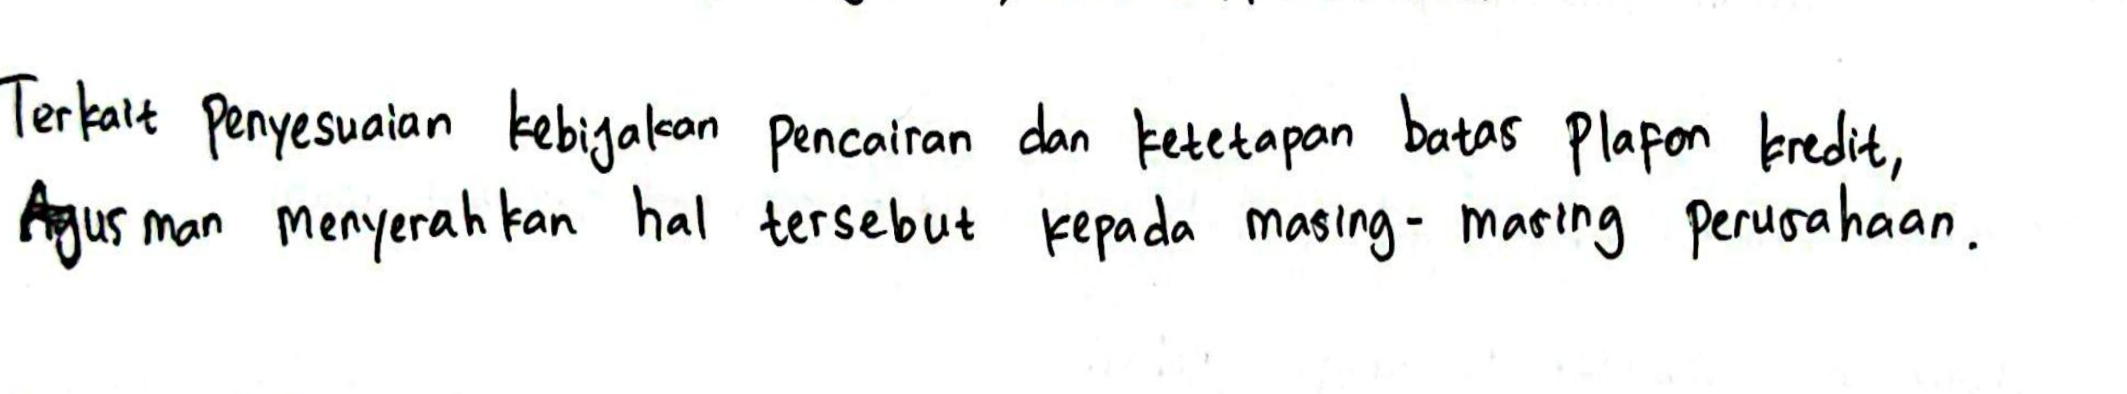 Terkait penyesuaian kebijakan pencairan dan ketetapan batas plafon kredit,
Agusman menyerahkan hal tersebut kepada masing-masing perusahaan.